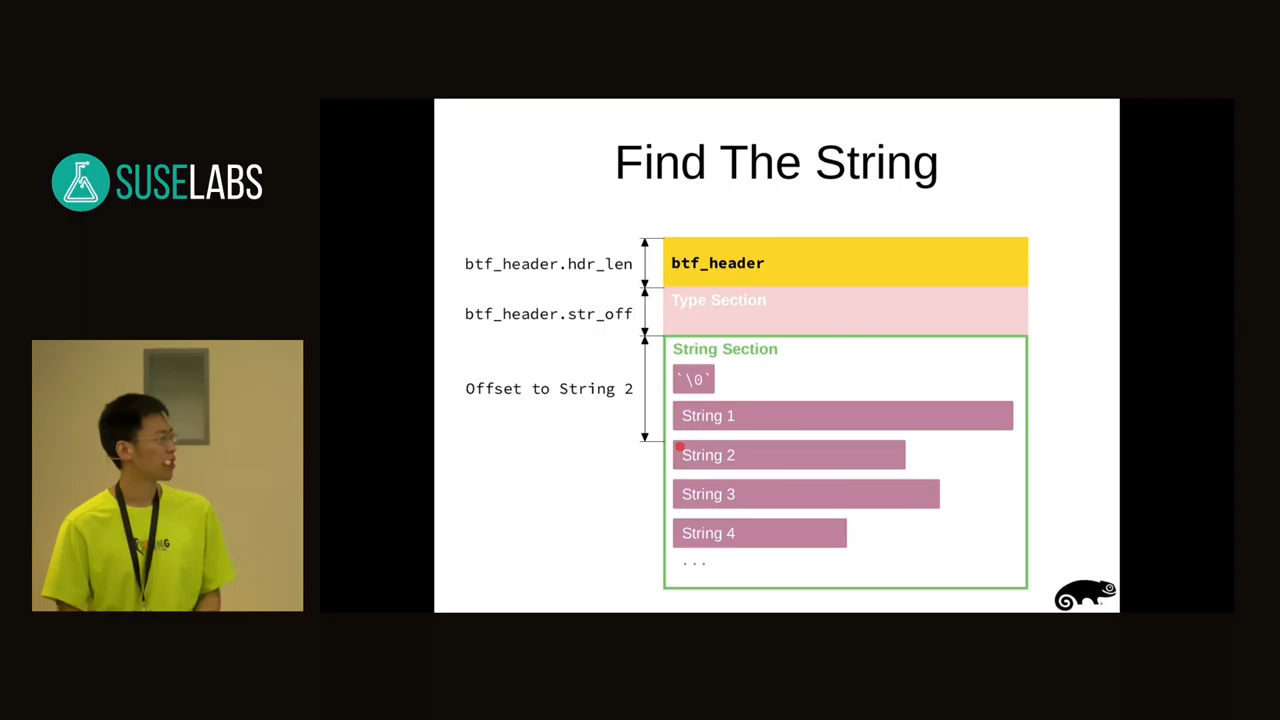 SUSELABS
Find The String
btf_header.hdr_len
btf_header
btf_header.str_off
Type Section
String Section
`\0`
Offset to String 2
String 1
String 2
String 3
String 4
...